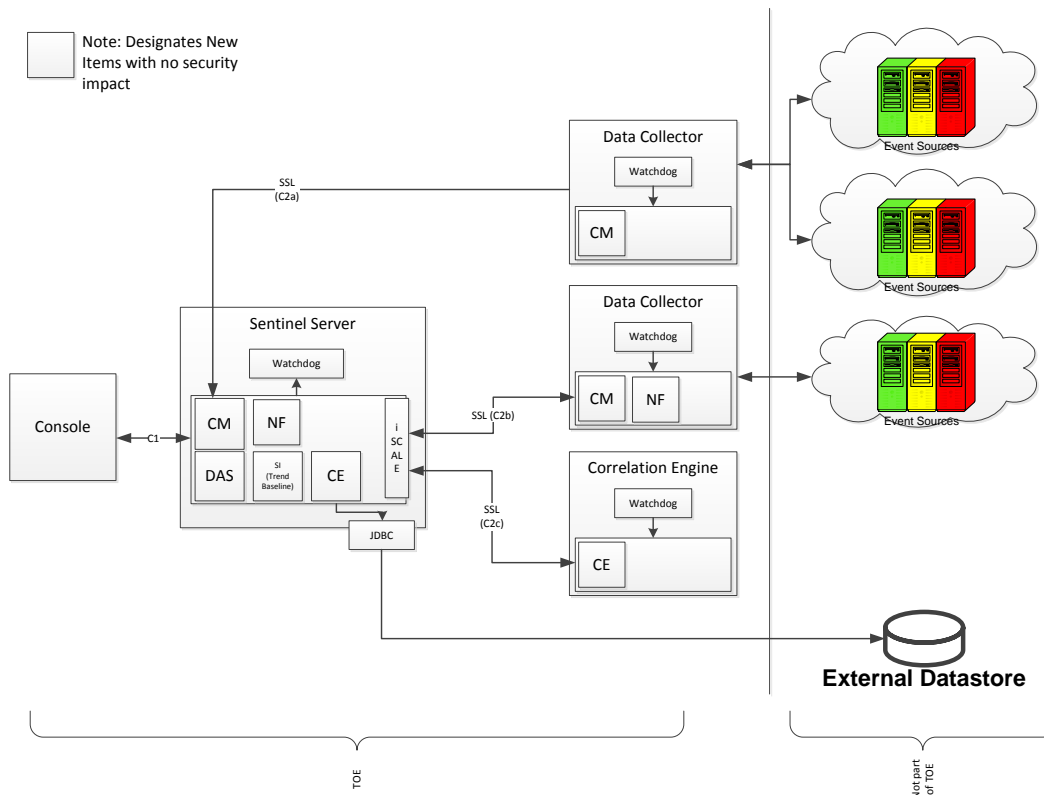 Note: Designates New
Items with no security
impact
Data Collector
Watchdog
CM
SSL
(C2a)
Event Sources
Event Sources
Data Collector
Watchdog
CM
NF
Event Sources
Sentinel Server
Watchdog
CM
NF
DAS
SI
(Trend
Baseline)
CE
i
SC
AL
E
JDBC
Console
C1
SSL (C2b)
SSL
(C2c)
Correlation Engine
Watchdog
CE
External Datastore
TOE
Not part
of TOE